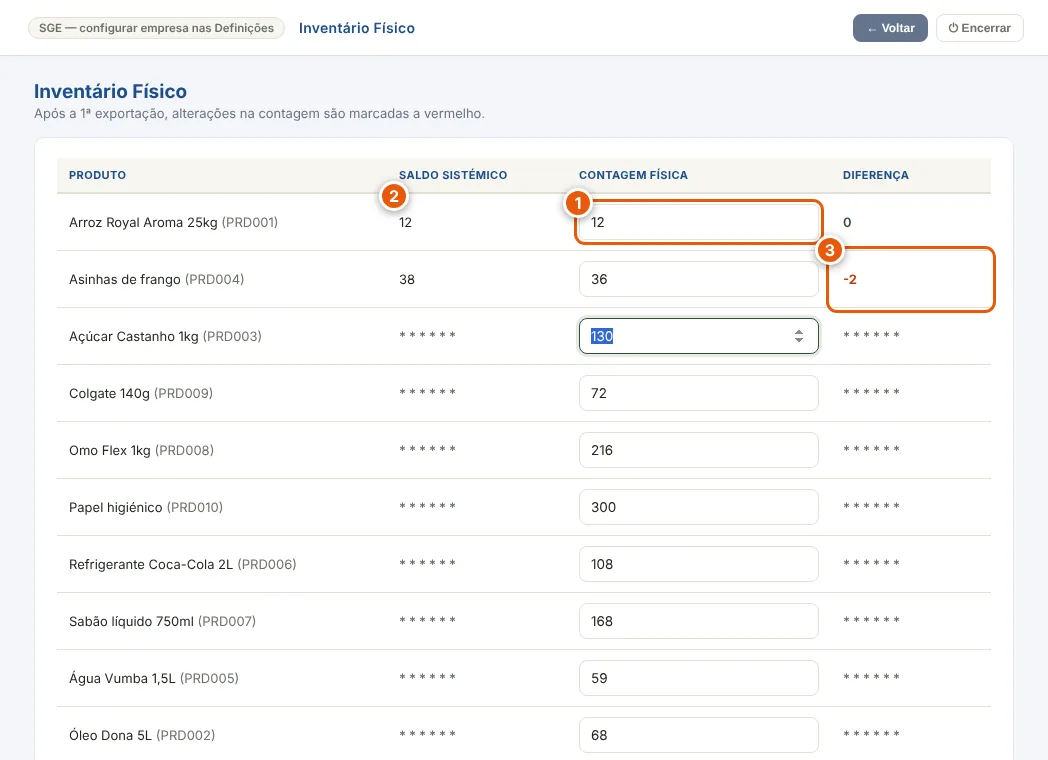 SGE — configurar empresa nas Definições Inventário Físico ← Voltar Encerrar
Inventário Físico
Após a 1ª exportação, alterações na contagem são marcadas a vermelho.
PRODUTO SALDO SISTÉMICO CONTAGEM FÍSICA DIFERENÇA
2 1
Arroz Royal Aroma 25kg (PRD001) 12 12 0
3
Asinhas de frango (PRD004) 38 36 -2
Açúcar Castanho 1kg (PRD003) ****** 130 ******
Colgate 140g (PRD009) ****** 72 ******
Omo Flex 1kg (PRD008) ****** 216 ******
Papel higiénico (PRD010) ****** 300 ******
Refrigerante Coca-Cola 2L (PRD006) ****** 108 ******
Sabão líquido 750ml (PRD007) ****** 168 ******
Água Vumba 1,5L (PRD005) ****** 59 ******
Óleo Dona 5L (PRD002) ****** 68 ******